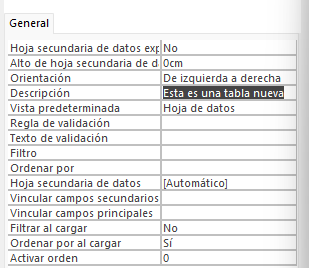 General
Hoja secundaria de datos exp No
Alto de hoja secundaria de d 0cm
Orientación De izquierda a derecha
Descripción Esta es una tabla nueva
Vista predeterminada Hoja de datos
Regla de validación
Texto de validación
Filtro
Ordenar por
Hoja secundaria de datos [Automático]
Vincular campos secundarios
Vincular campos principales
Filtrar al cargar No
Ordenar por al cargar Sí
Activar orden 0